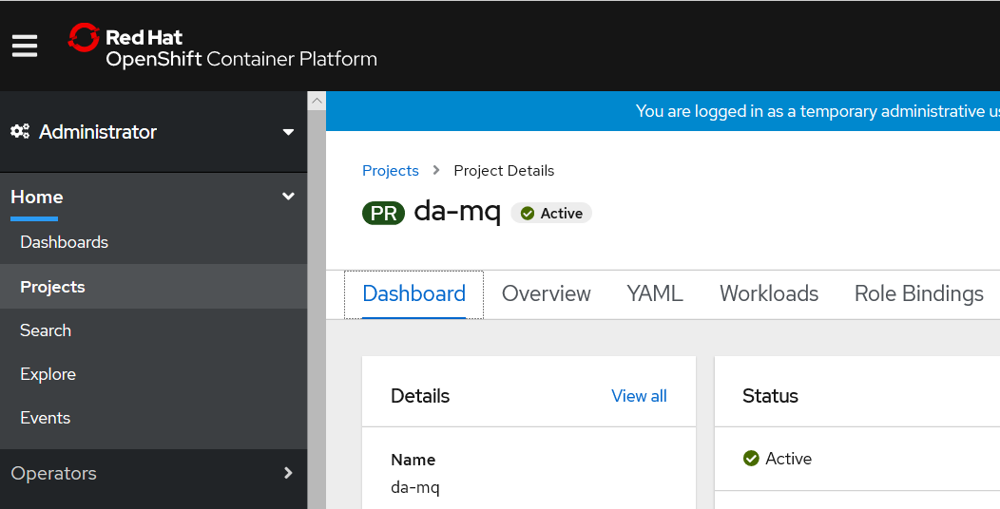 Red Hat
OpenShift Container Platform
Administrator
Home
Dashboards
Projects
Search
Explore
Events
Operators
You are logged in as a temporary administrative us
Projects > Project Details
PR da-mq Active
Dashboard Overview YAML Workloads Role Bindings
Details View all
Name
da-mq
Status
Active